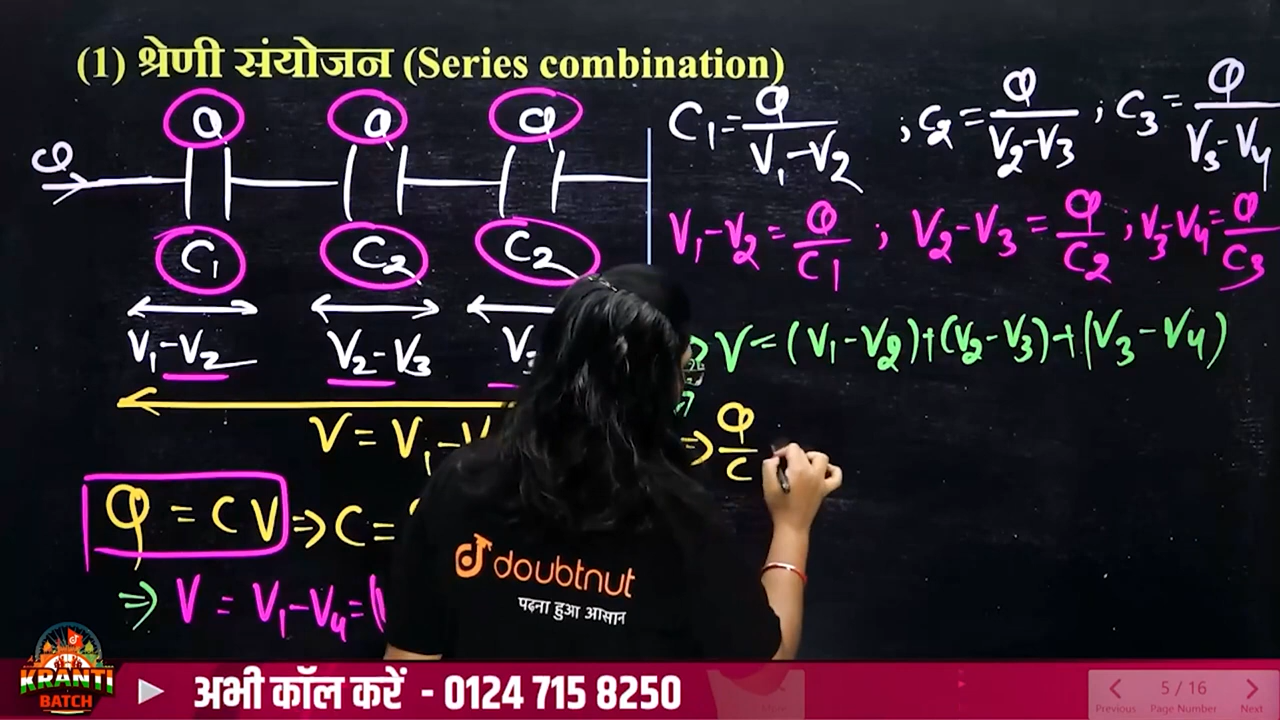 (1) श्रेणी संयोजन (Series combination)
Q Q Q
Q
C₁ C₂ C₂
V₁-V₂ V₂-V₃
V = V₁-V
Q = CV ⇒ C =
⇒ V = V₁-V₄ = (
C₁ = Q/(V₁-V₂) ; C₂ = Q/(V₂-V₃) ; C₃ = Q/(V₃-V₄)
V₁-V₂ = Q/C₁ ; V₂-V₃ = Q/C₂ ; V₃-V₄ = Q/C₃
⇒ V = (V₁-V₂)+(V₂-V₃)+(V₃-V₄)
⇒ Q/C
doubtnut
पढ़ना हुआ आसान
KRANTI
BATCH
अभी कॉल करें - 0124 715 8250
5 / 16
Previous Page Number Next